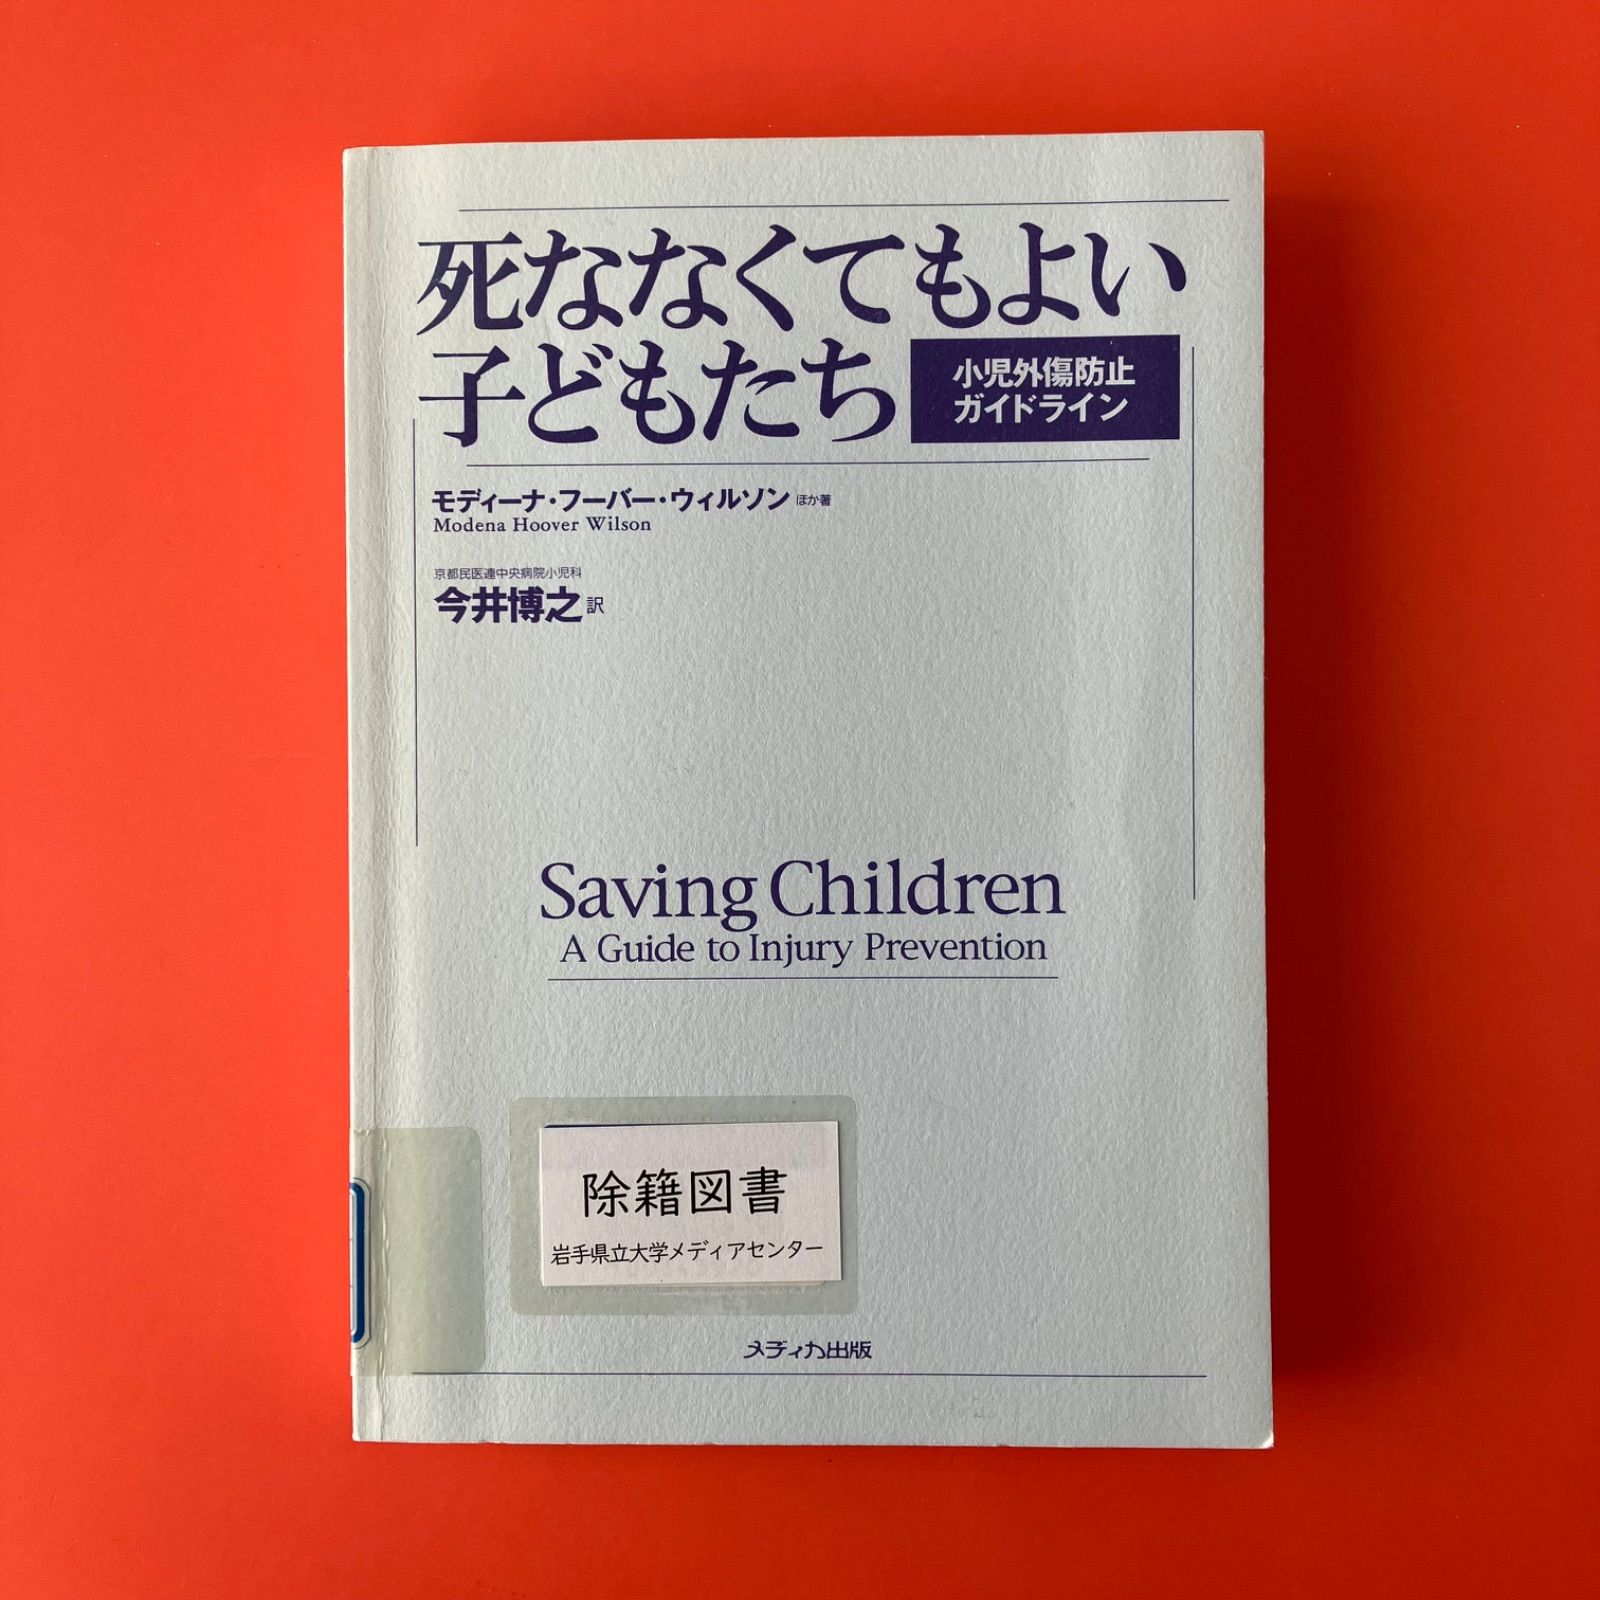 死ななくてもよい
子どもたち
小児外傷防止
ガイドライン
モディーナ・フーバー・ウィルソン ほか著
Modena Hoover Wilson
京都民医連中央病院小児科
今井博之 訳
Saving Children
A Guide to Injury Prevention
除籍図書
岩手県立大学メディアセンター
メディカ出版